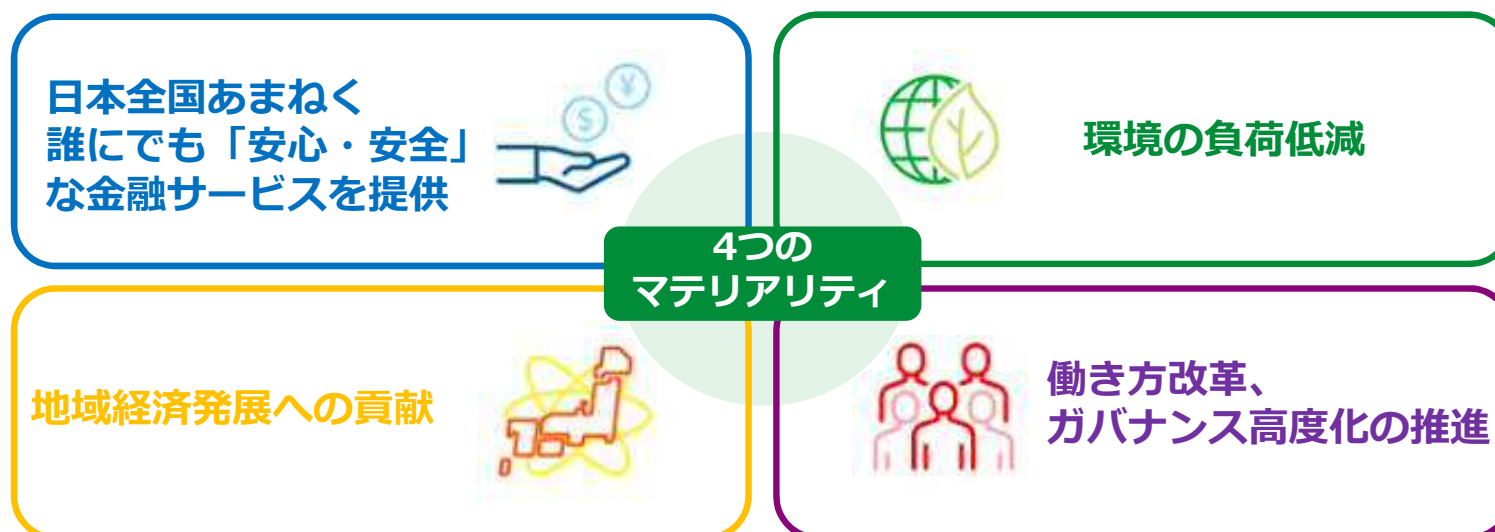 日本全国あまねく
誰にでも「安心・安全」
な金融サービスを提供
¥
$
環境の負荷低減
4つの
マテリアリティ
地域経済発展への貢献
働き方改革、
ガバナンス高度化の推進